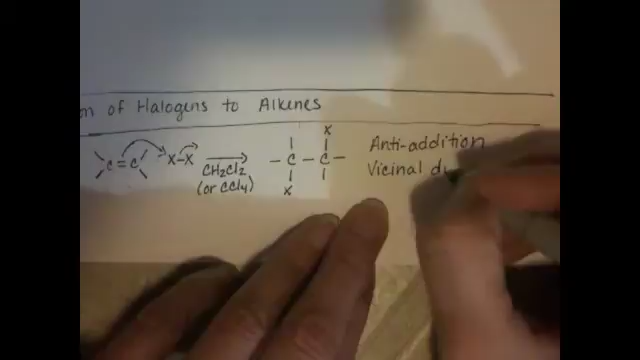 n of Halogens to Alkenes
C=C X-X CH2Cl2 (or CCl4) -C-C- X X
Anti-addition
Vicinal